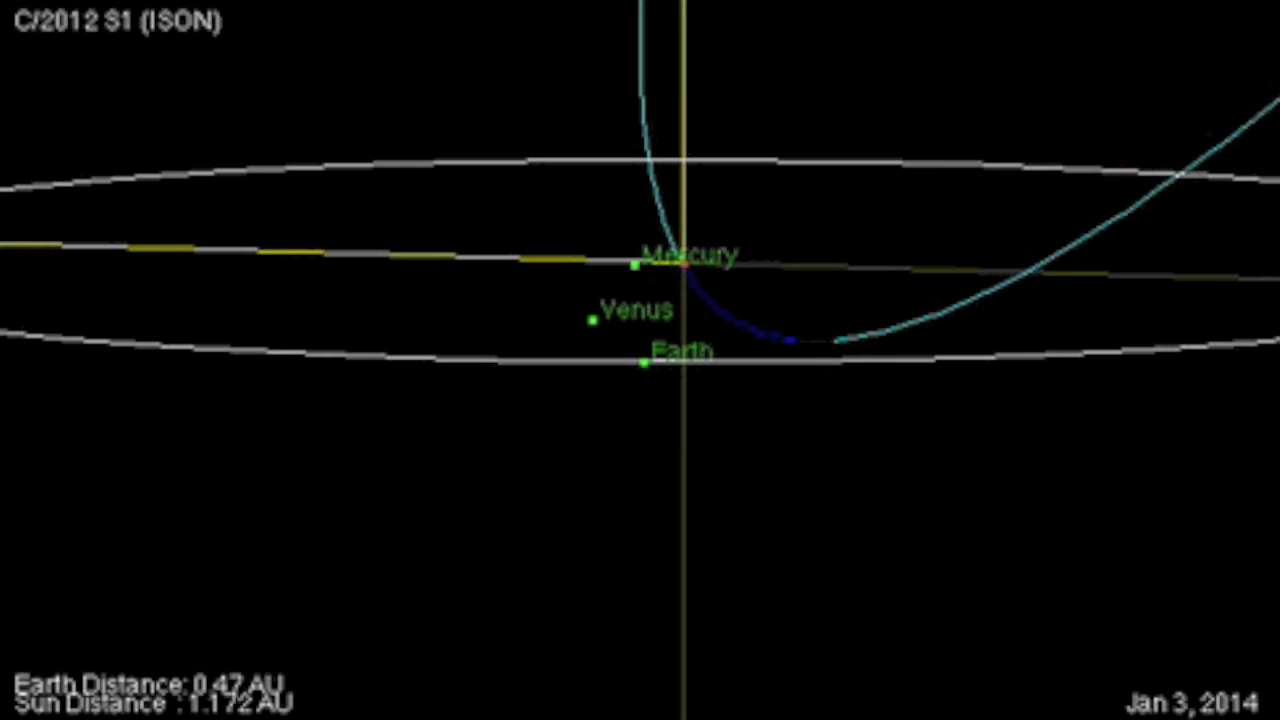 C/2012 S1 (ISON)
Mercury
Venus
Earth
Earth Distance: 0.47 AU
Sun Distance : 1.172 AU
Jan 3, 2014